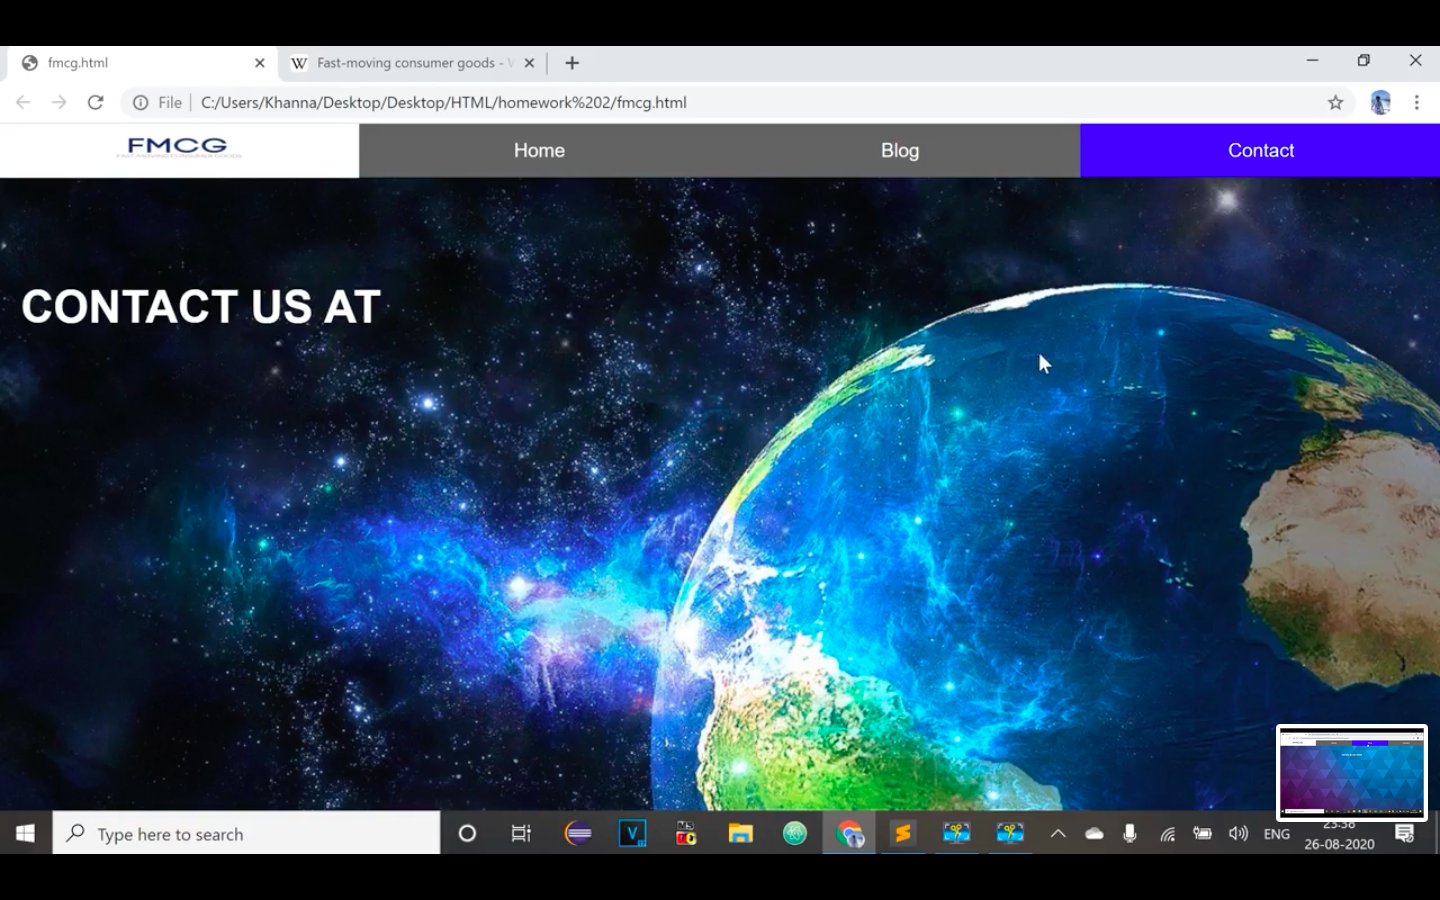 fmcg.html
Fast-moving consumer goods -
File
C:/Users/Khanna/Desktop/Desktop/HTML/homework%202/fmcg.html
FMCG
FAST MOVING CONSUMER GOODS
Home
Blog
Contact
CONTACT US AT
Type here to search
ENG
23:58
26-08-2020